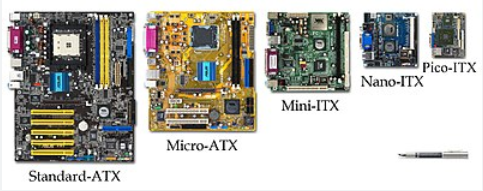 Standard-ATX
Micro-ATX
Mini-ITX
Nano-ITX
Pico-ITX